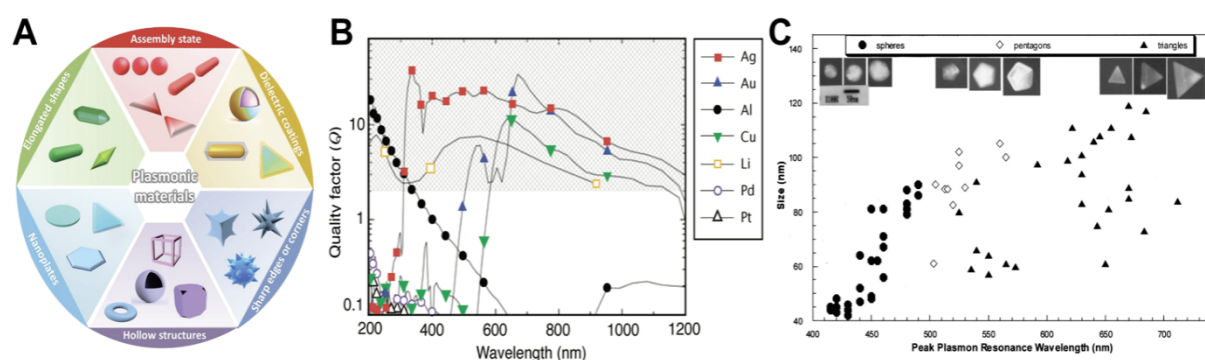 A
Assembly state
Elongated shapes
Dielectric coatings
Plasmonic
materials
Nanoplates
Sharp edges or corners
Hollow structures
B
Quality factor (Q)
10
1
0.1
200
400
600
800
1000
1200
Wavelength (nm)
Ag
Au
Al
Cu
Li
Pd
Pt
C
spheres
pentagons
triangles
Size (nm)
140
120
100
80
60
40
400
450
500
550
600
650
700
Peak Plasmon Resonance Wavelength (nm)